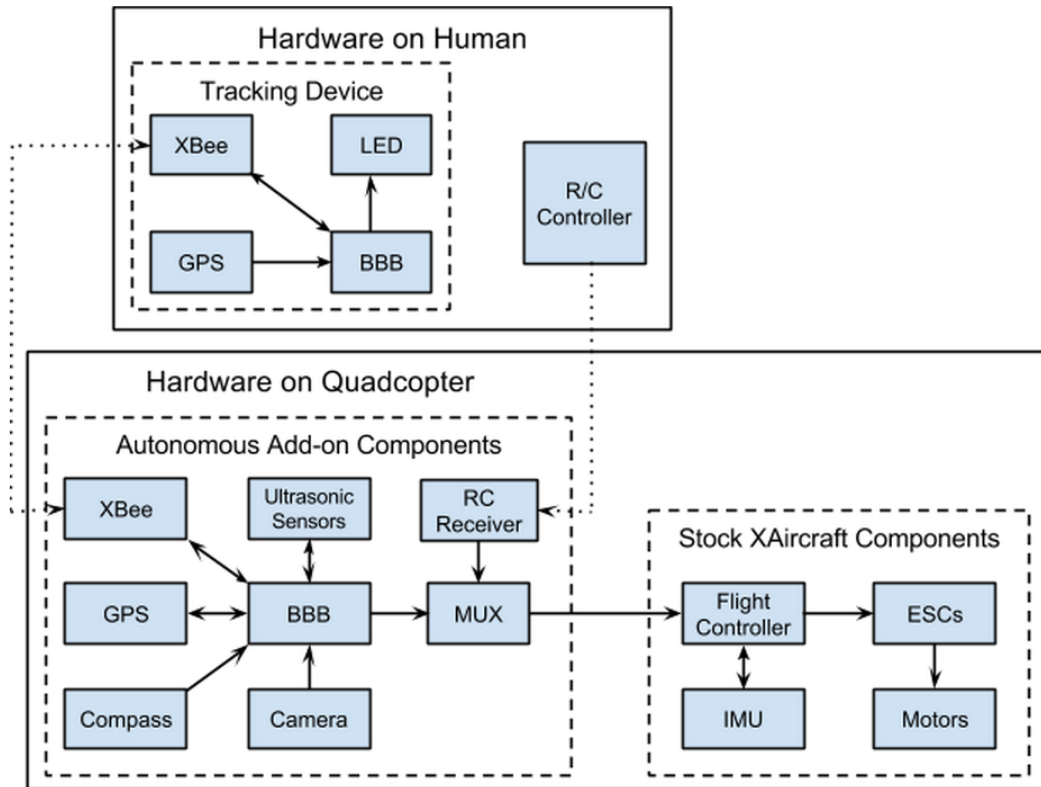 Hardware on Human
Tracking Device
XBee
LED
GPS
BBB
R/C
Controller
Hardware on Quadcopter
Autonomous Add-on Components
XBee
Ultrasonic
Sensors
RC
Receiver
GPS
BBB
MUX
Compass
Camera
Stock XAircraft Components
Flight
Controller
ESCs
IMU
Motors